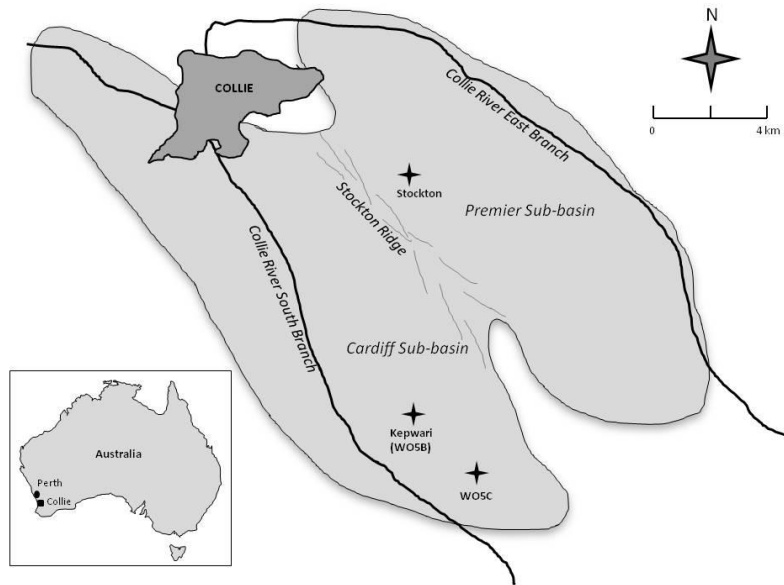 N
COLLIE
0
4 km
Collie River East Branch
Stockton
Premier Sub-basin
Stockton Ridge
Collie River South Branch
Cardiff Sub-basin
Kepwari
(WO5B)
WO5C
Australia
Perth
Collie